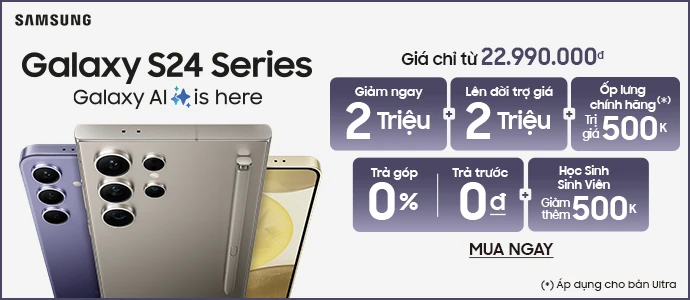 SAMSUNG
Galaxy S24 Series
Galaxy AI is here
Giá chỉ từ 22.990.000đ
Giảm ngay
2 Triệu
+
Lên đời trợ giá
2 Triệu
+
Ốp lưng
chính hãng(*)
Trị
giá 500K
Trả góp
0%
Trả trước
0đ
+
Học Sinh
Sinh Viên
Giảm
thêm 500K
MUA NGAY
(*) Áp dụng cho bản Ultra